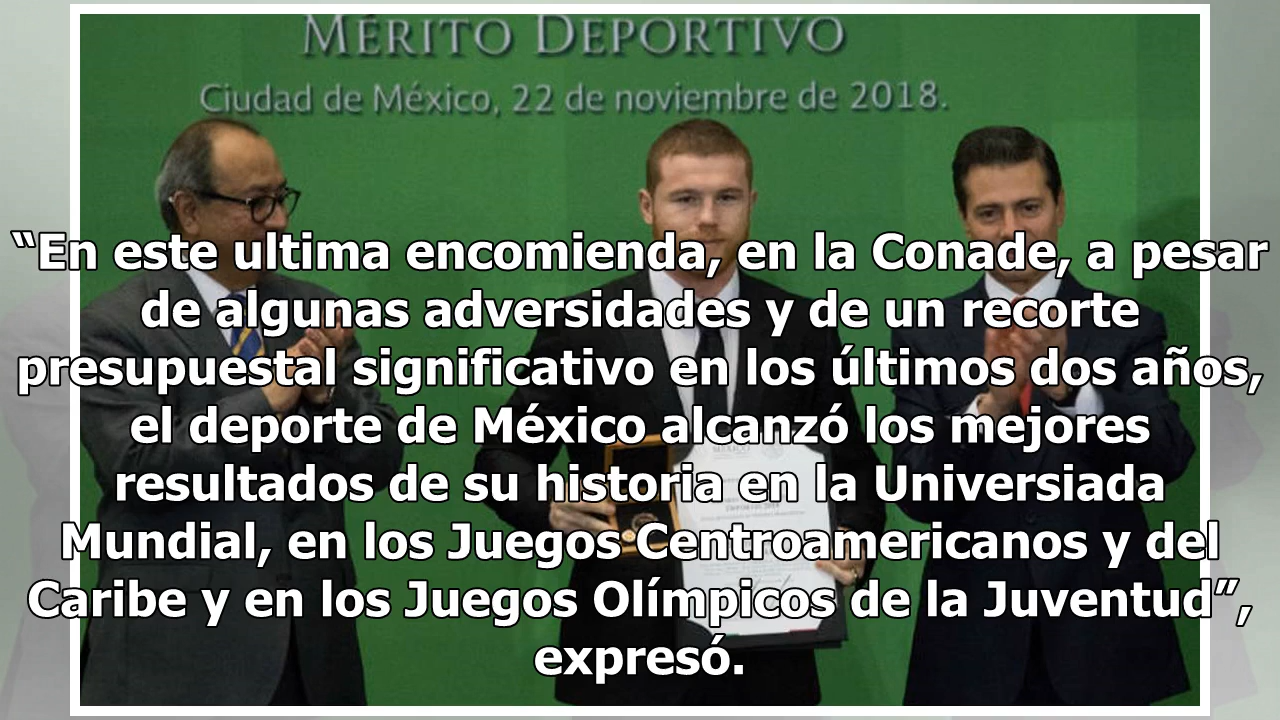 MÉRITO DEPORTIVO
Ciudad de México, 22 de noviembre de 2018.
“En este ultima encomienda, en la Conade, a pesar
de algunas adversidades y de un recorte
presupuestal significativo en los últimos dos años,
el deporte de México alcanzó los mejores
resultados de su historia en la Universiada
Mundial, en los Juegos Centroamericanos y del
Caribe y en los Juegos Olímpicos de la Juventud”,
expresó.